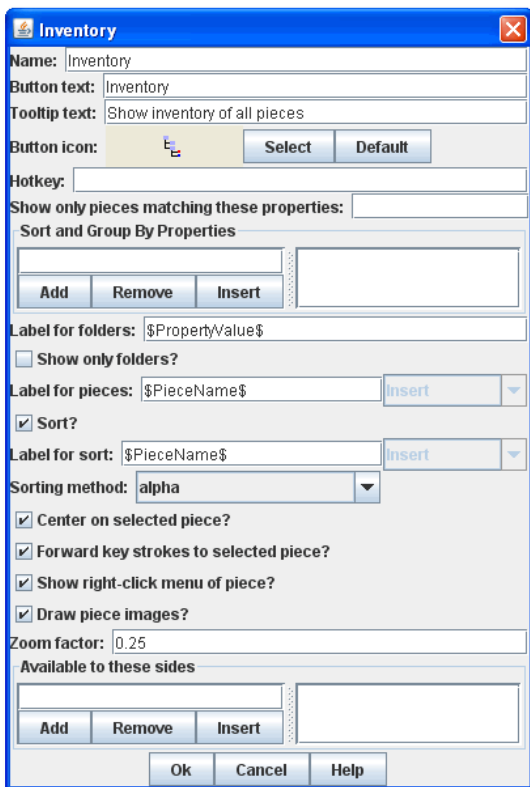 Inventory
Name: Inventory
Button text: Inventory
Tooltip text: Show inventory of all pieces
Button icon: Select Default
Hotkey:
Show only pieces matching these properties:
Sort and Group By Properties
Add Remove Insert
Label for folders: $PropertyValue$
Show only folders?
Label for pieces: $PieceName$ Insert
Sort?
Label for sort: $PieceName$ Insert
Sorting method: alpha
Center on selected piece?
Forward key strokes to selected piece?
Show right-click menu of piece?
Draw piece images?
Zoom factor: 0.25
Available to these sides
Add Remove Insert
Ok Cancel Help